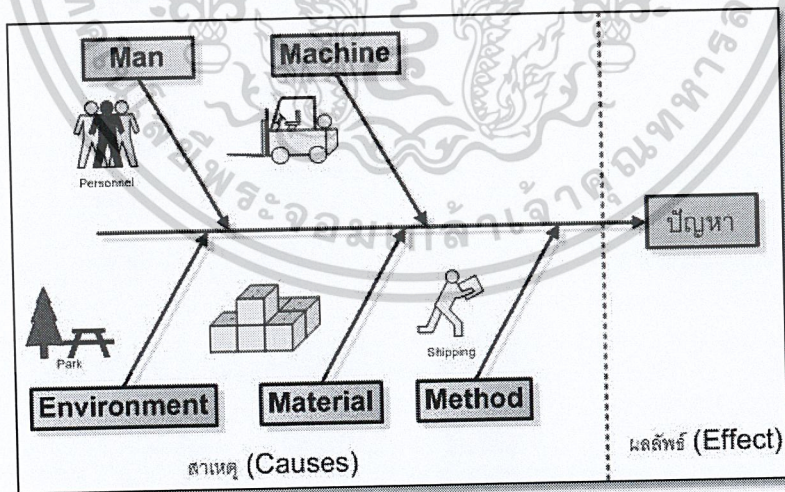 Man
Machine
Personnel
ปัญหา
Park
Shipping
Environment
Material
Method
สาเหตุ (Causes)
ผลลัพธ์ (Effect)